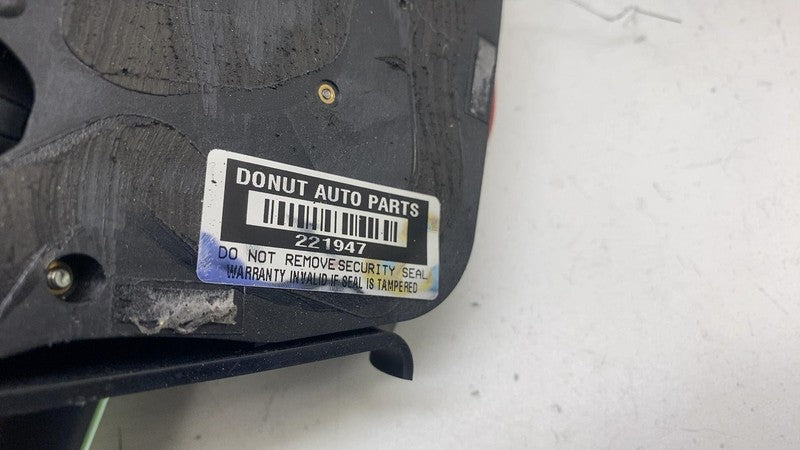 DONUT AUTO PARTS
221947
DO NOT REMOVE SECURITY SEAL
WARRANTY INVALID IF SEAL IS TAMPERED